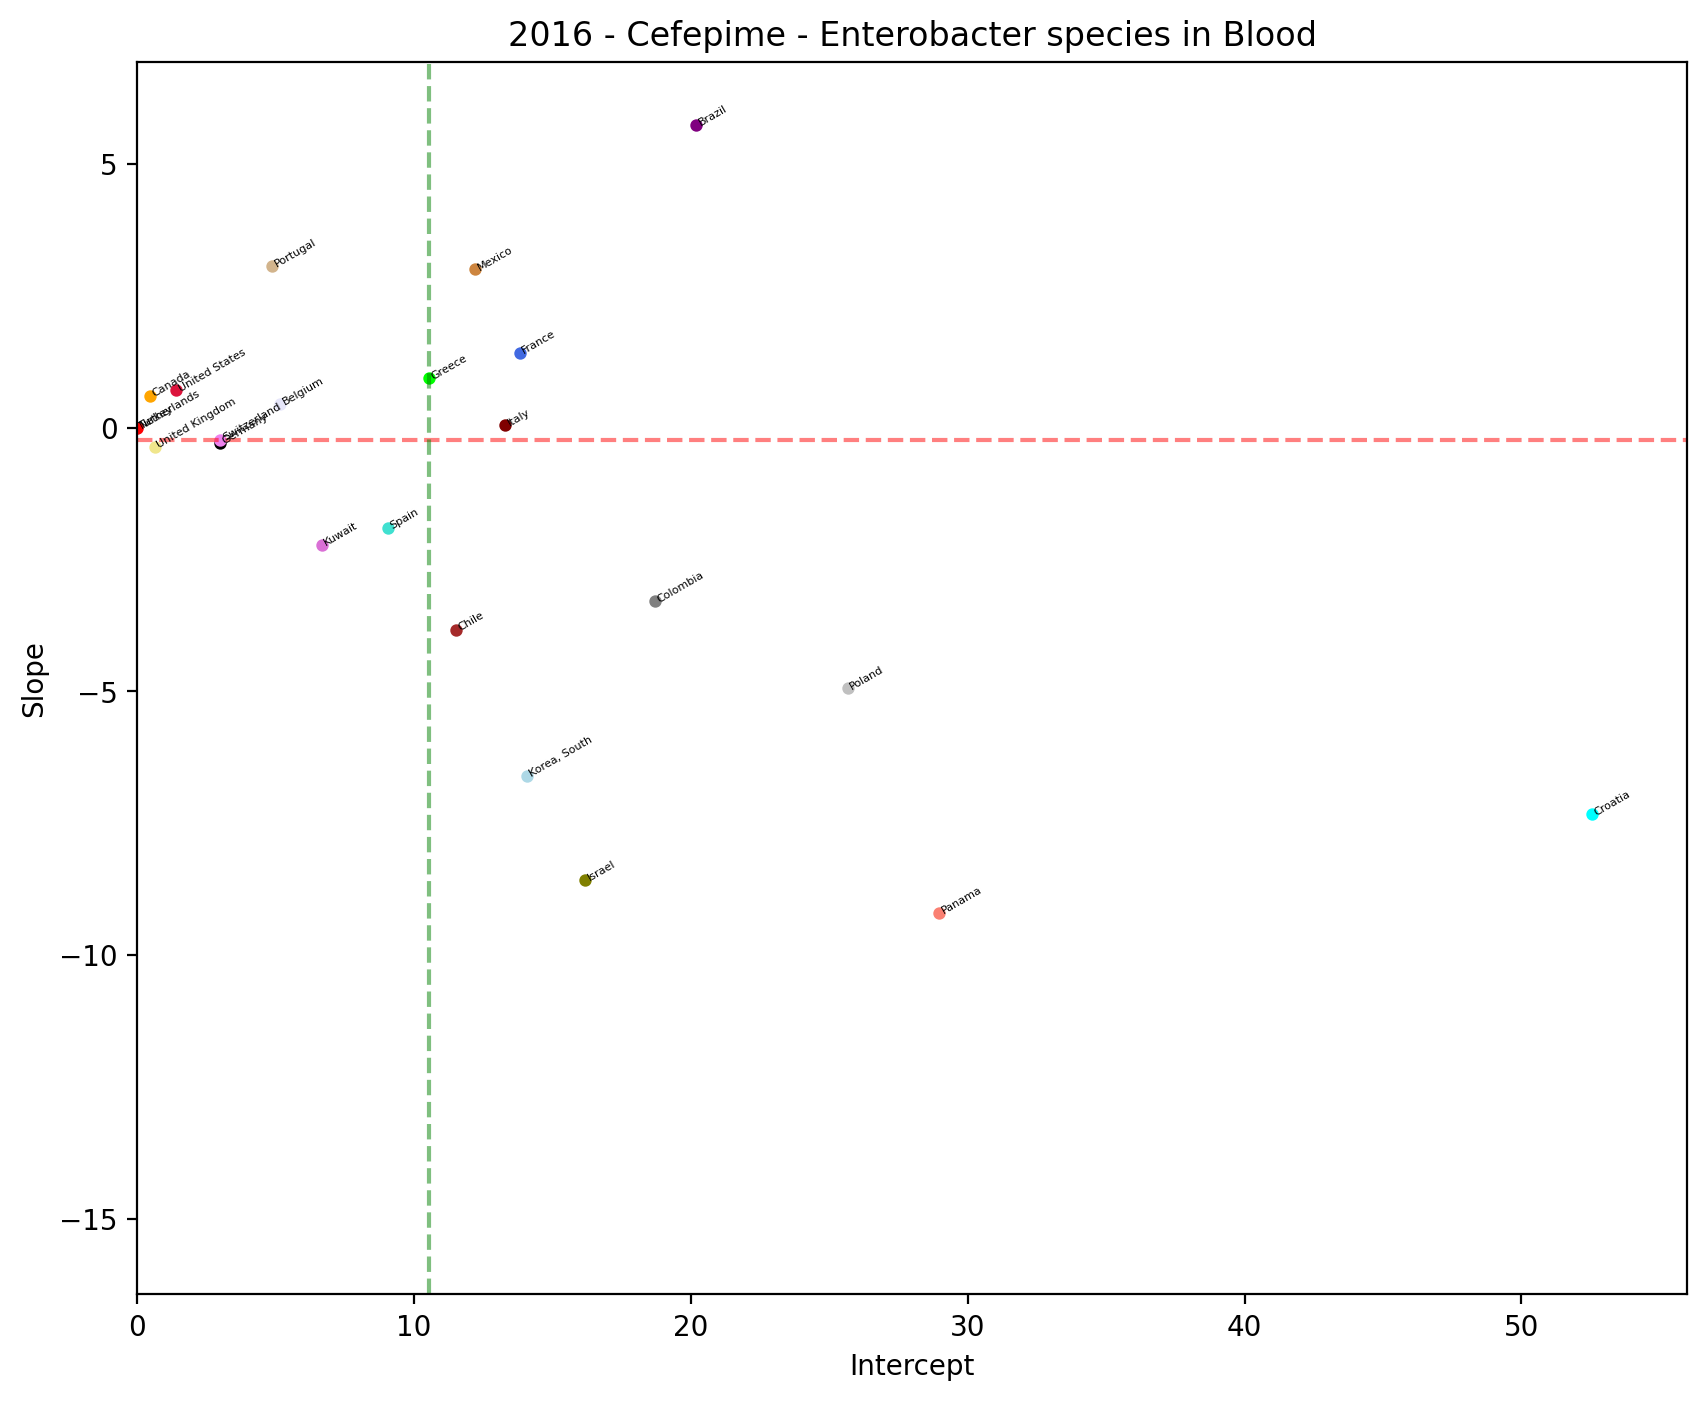 2016 - Cefepime - Enterobacter species in Blood
Brazil
5
Portugal
Mexico
France
United States
Canada
Greece
Belgium
Netherlands
Turkey
United Kingdom
Switzerland
Germany
Italy
0
Spain
Kuwait
Colombia
Chile
Slope
Poland
−5
Korea, South
Croatia
Israel
Panama
−10
−15
0 10 20 30 40 50
Intercept